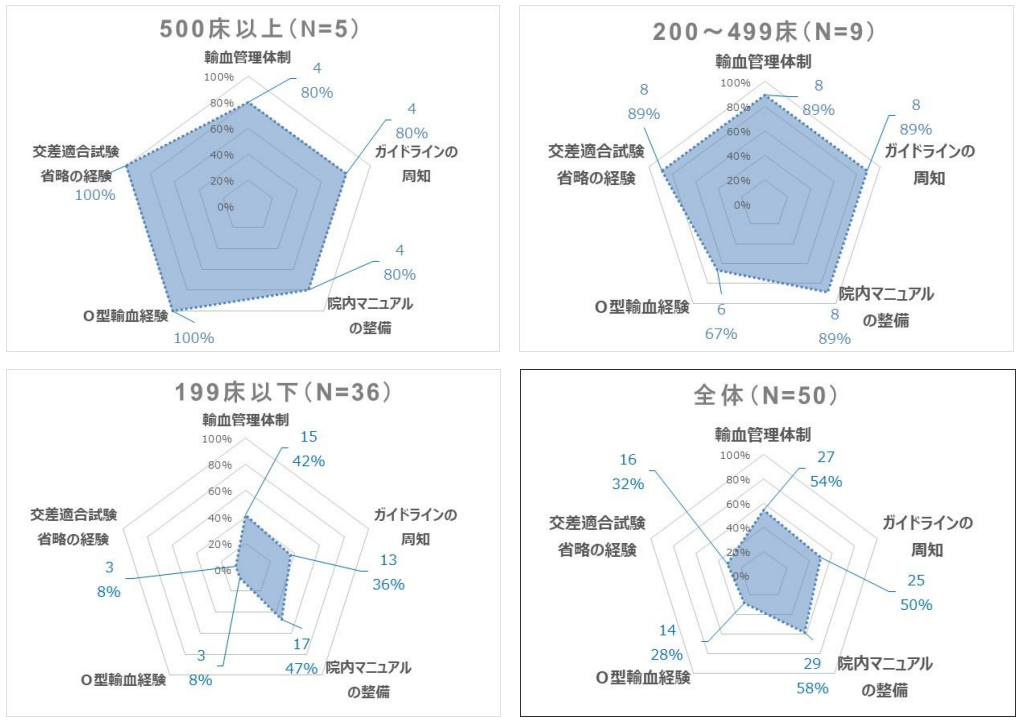 500床以上(N=5)
輸血管理体制
4
80%
ガイドラインの
周知
4
80%
院内マニュアル
の整備
4
80%
O型輸血経験
100%
交差適合試験
省略の経験
100%
100%
80%
60%
40%
20%
0%
200～499床(N=9)
輸血管理体制
8
89%
ガイドラインの
周知
8
89%
院内マニュアル
の整備
8
89%
O型輸血経験
6
67%
交差適合試験
省略の経験
8
89%
100%
80%
60%
40%
20%
0%
199床以下(N=36)
輸血管理体制
15
42%
ガイドラインの
周知
13
36%
院内マニュアル
の整備
17
47%
O型輸血経験
3
8%
交差適合試験
省略の経験
3
8%
100%
80%
60%
40%
20%
0%
全体(N=50)
輸血管理体制
27
54%
ガイドラインの
周知
25
50%
院内マニュアル
の整備
29
58%
O型輸血経験
14
28%
交差適合試験
省略の経験
16
32%
100%
80%
60%
40%
20%
0%